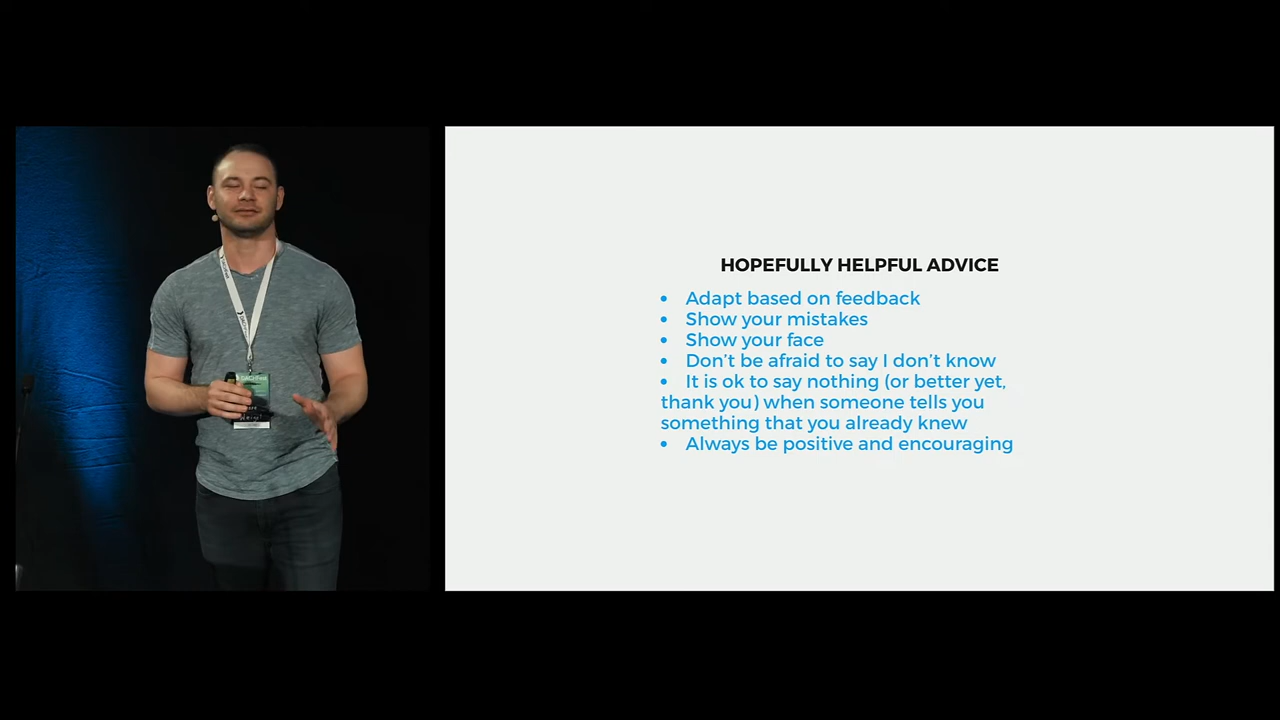 HOPEFULLY HELPFUL ADVICE
• Adapt based on feedback
• Show your mistakes
• Show your face
• Don’t be afraid to say I don’t know
• It is ok to say nothing (or better yet,
thank you) when someone tells you
something that you already knew
• Always be positive and encouraging